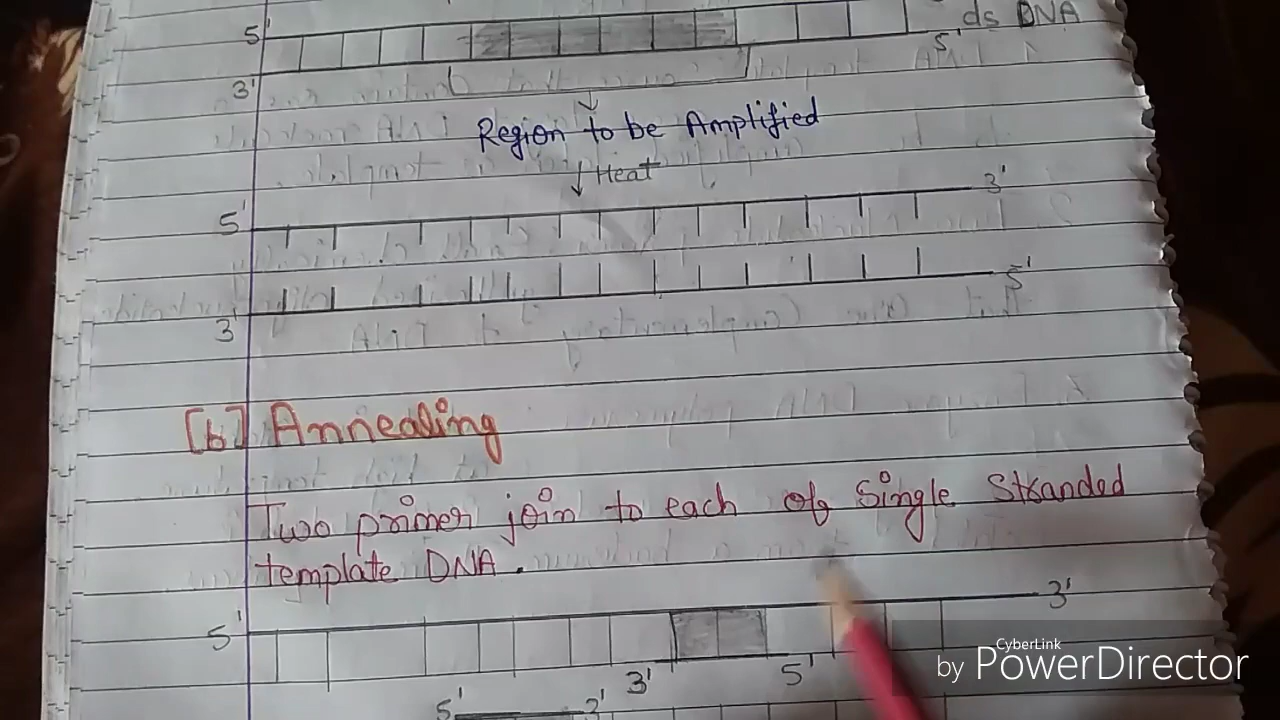 5' ds DNA
3' 5'
Region to be Amplified
↓ Heat
5' 3'
3' 5'
[b] Annealing
Two primer join to each of Single Stranded
template DNA.
5' 3'
3' 5'
5' 3'
CyberLink
by PowerDirector